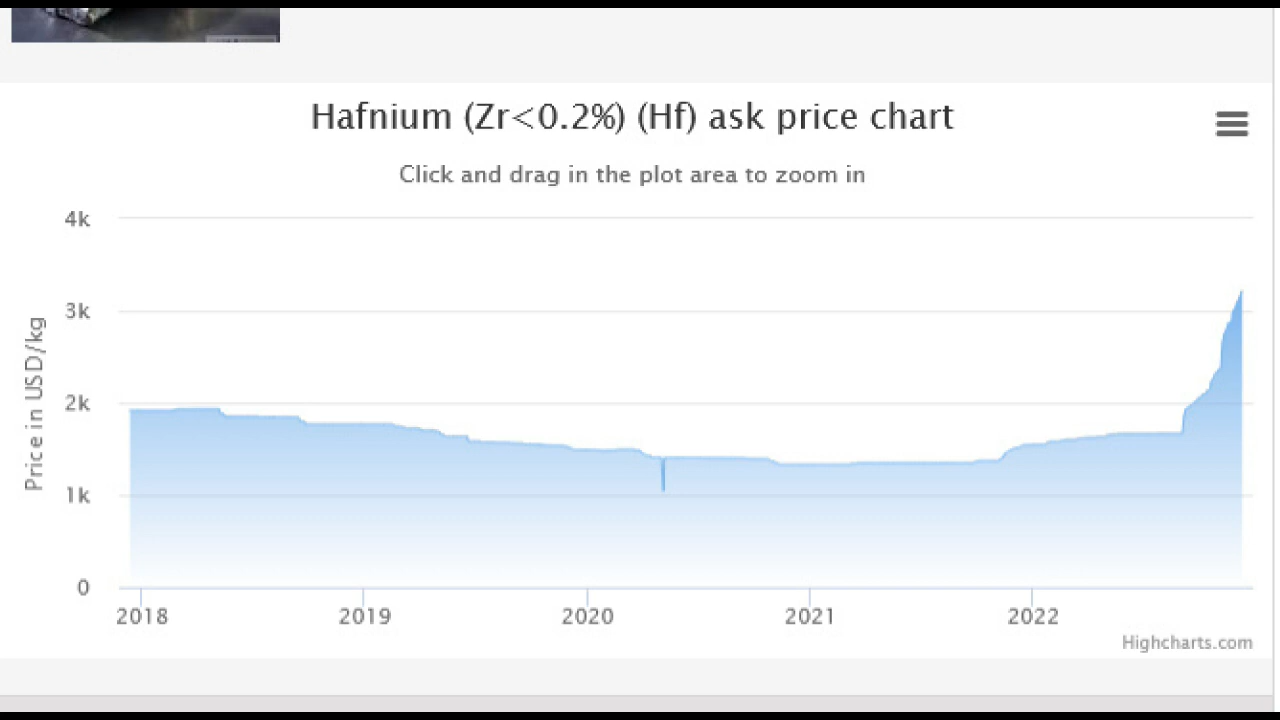 Hafnium (Zr<0.2%) (Hf) ask price chart
Click and drag in the plot area to zoom in
4k
3k
2k
1k
0
Price in USD/kg
2018 2019 2020 2021 2022
Highcharts.com